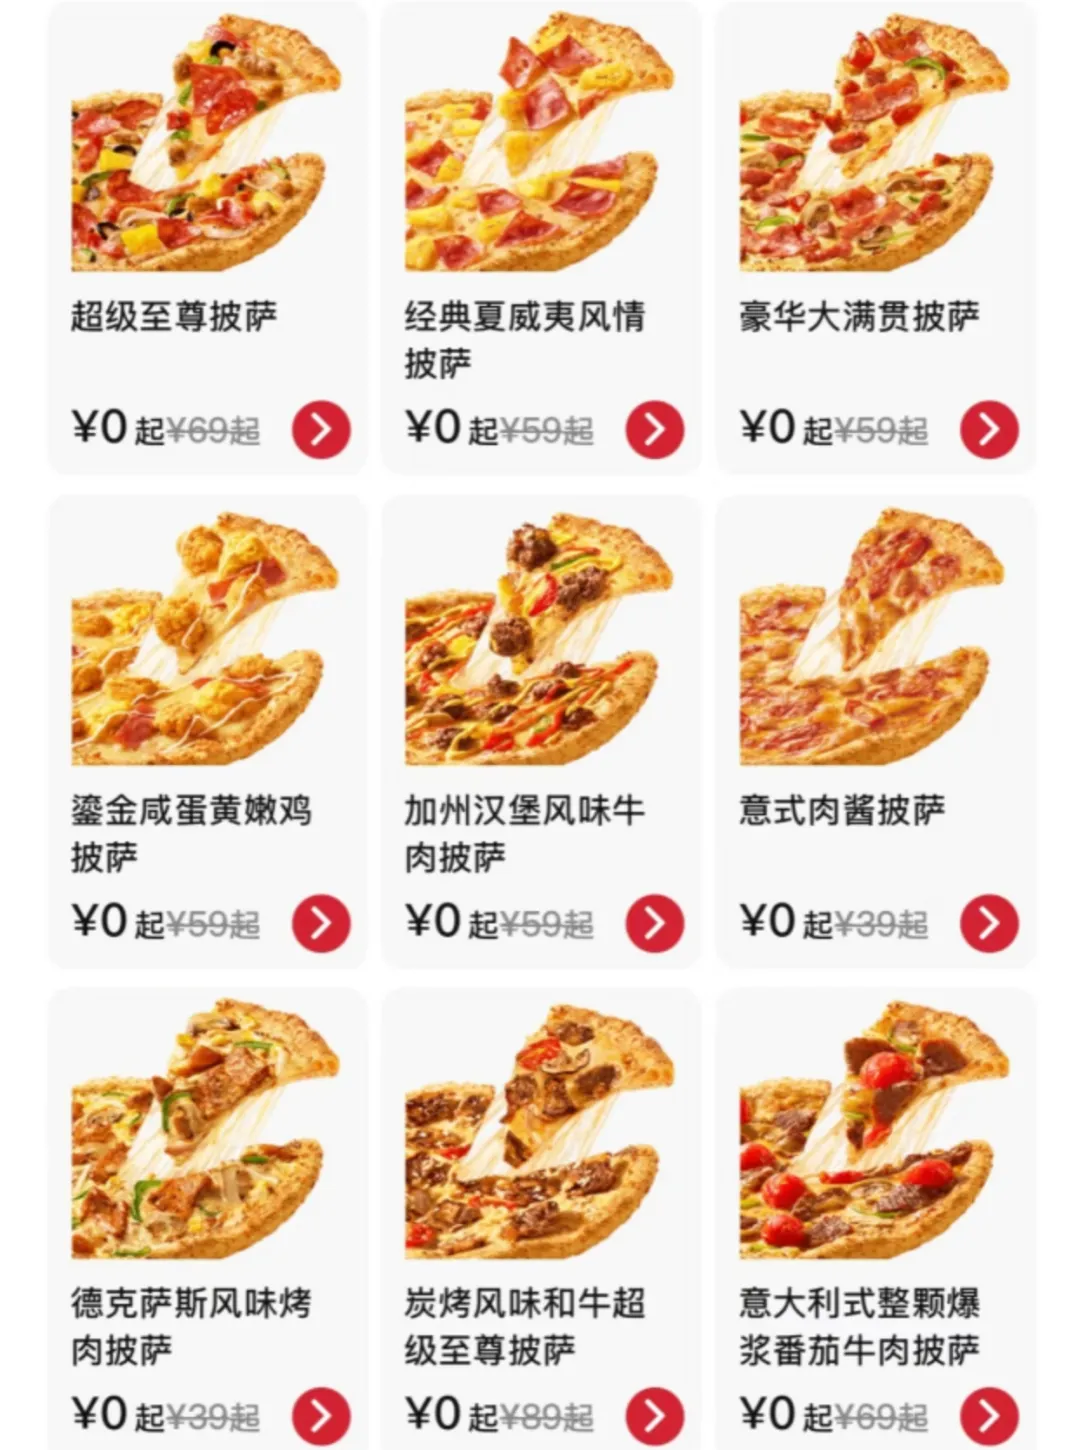 超级至尊披萨
¥0 起¥69起
经典夏威夷风情
披萨
¥0 起¥59起
豪华大满贯披萨
¥0 起¥59起
鎏金咸蛋黄嫩鸡
披萨
¥0 起¥59起
加州汉堡风味牛
肉披萨
¥0 起¥59起
意式肉酱披萨
¥0 起¥39起
德克萨斯风味烤
肉披萨
¥0 起¥39起
炭烤风味和牛超
级至尊披萨
¥0 起¥89起
意大利式整颗爆
浆番茄牛肉披萨
¥0 起¥69起